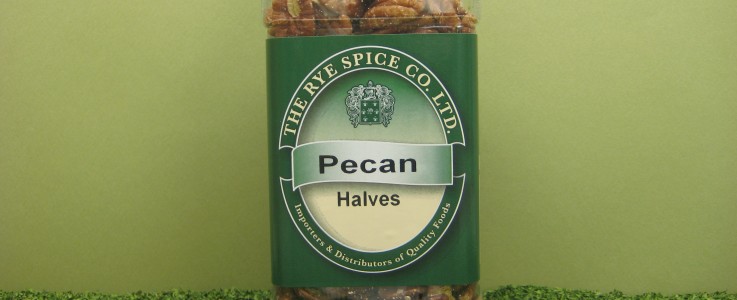 THE RYE SPICE CO. LTD.
Pecan
Halves
Importers & Distributors of Quality Foods